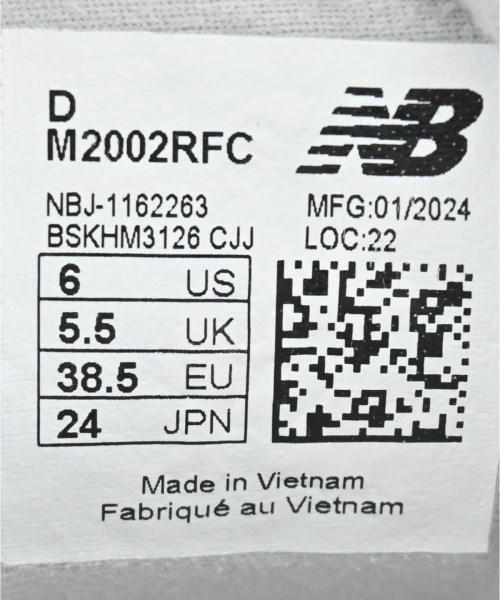 D
M2002RFC
NB
NBJ-1162263
BSKHM3126 CJJ
MFG:01/2024
LOC:22
6 US
5.5 UK
38.5 EU
24 JPN
Made in Vietnam
Fabriqué au Vietnam